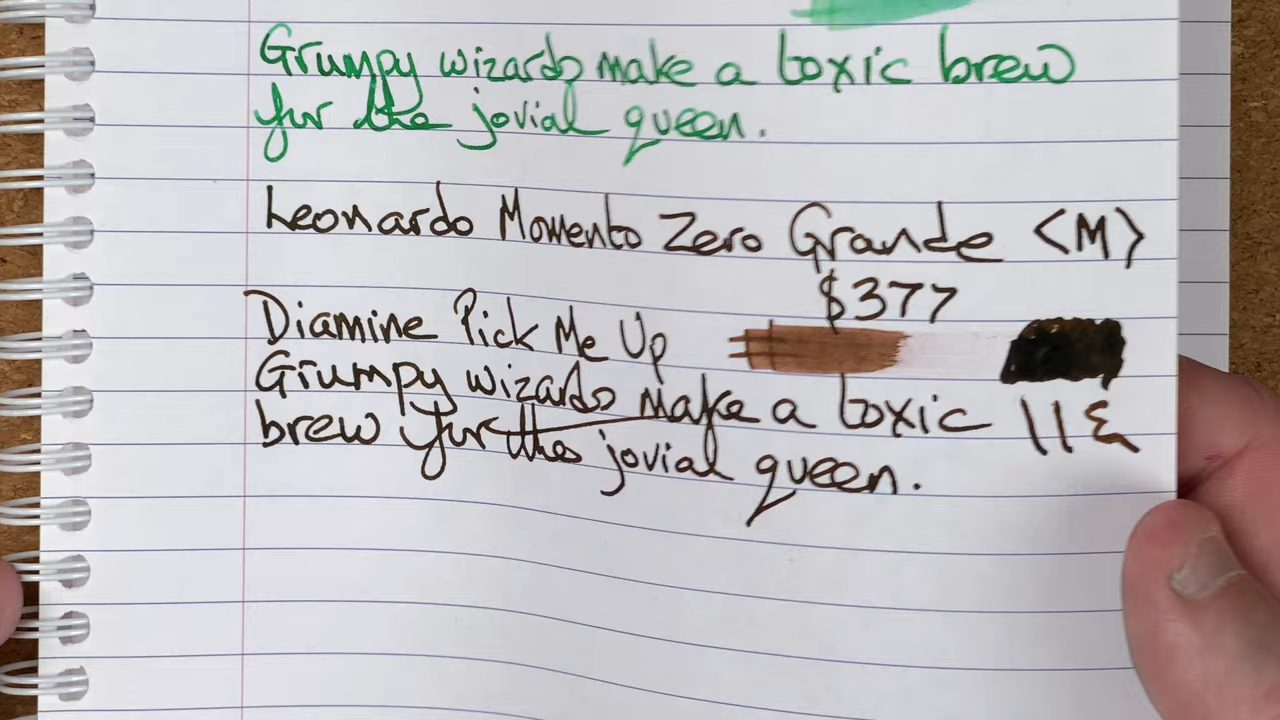 Grumpy wizards make a toxic brew
for the jovial queen.
Leonardo Momento Zero Grande <M>
$377
Diamine Pick Me Up
Grumpy wizards make a toxic 11¢
brew for the jovial queen.